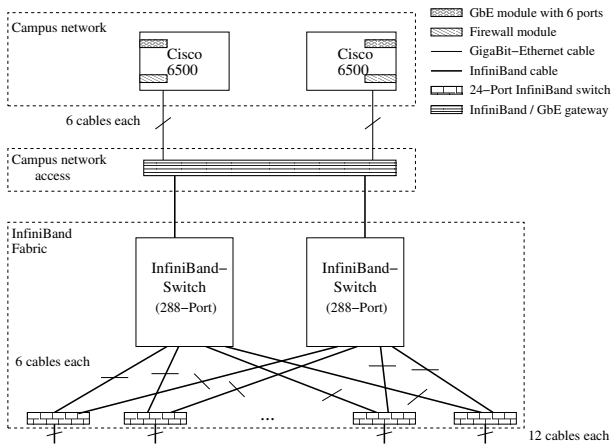 Campus network
Cisco
6500
Cisco
6500
GbE module with 6 ports
Firewall module
GigaBit−Ethernet cable
InfiniBand cable
24−Port InfiniBand switch
InfiniBand / GbE gateway
6 cables each
Campus network
access
InfiniBand
Fabric
InfiniBand−
Switch
(288−Port)
InfiniBand−
Switch
(288−Port)
6 cables each
...
12 cables each